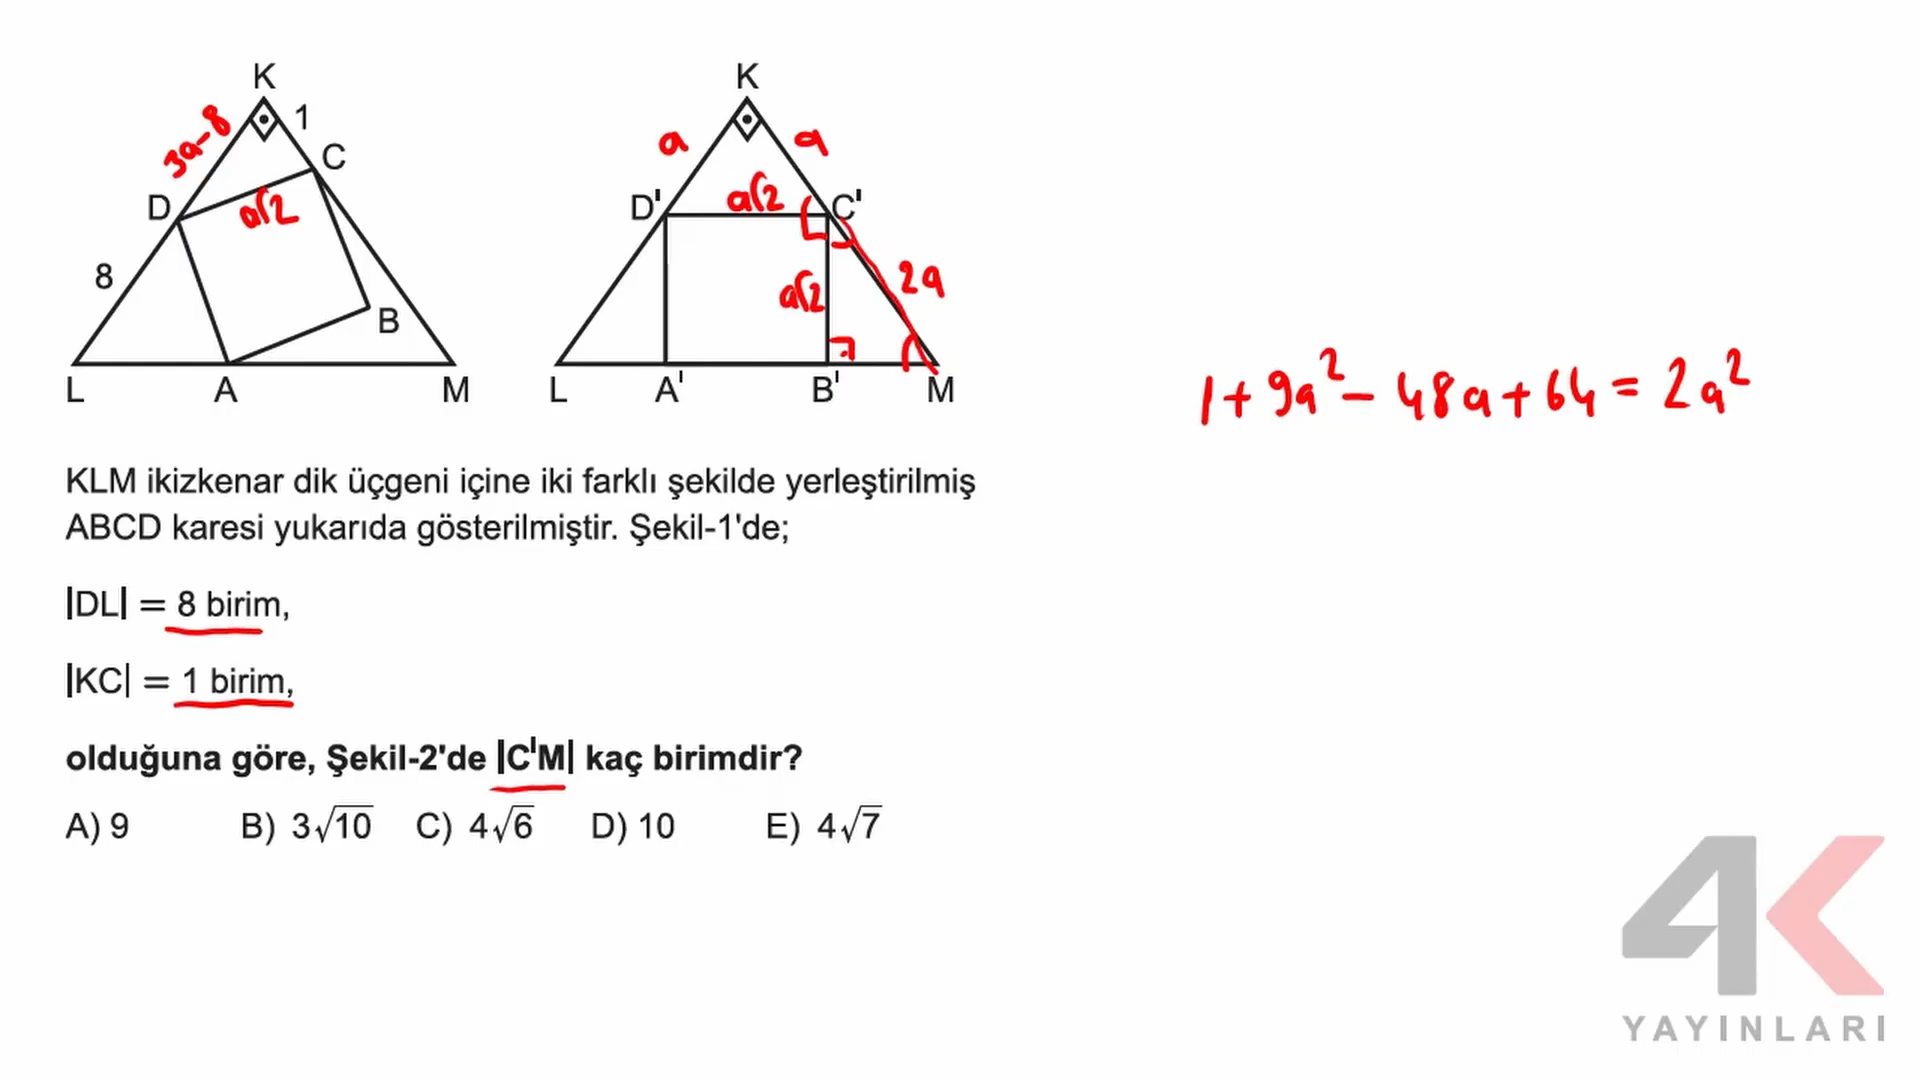 K
1
3a-8
C
D
a√2
8
B
L A M
K
a a
D' a√2 C'
a√2 2a
L A' B' M
1 + 9a² - 48a + 64 = 2a²
KLM ikizkenar dik üçgeni içine iki farklı şekilde yerleştirilmiş
ABCD karesi yukarıda gösterilmiştir. Şekil-1'de;
|DL| = 8 birim,
|KC| = 1 birim,
olduğuna göre, Şekil-2'de |C'M| kaç birimdir?
A) 9 B) 3√10 C) 4√6 D) 10 E) 4√7
4K
YAYINLARI